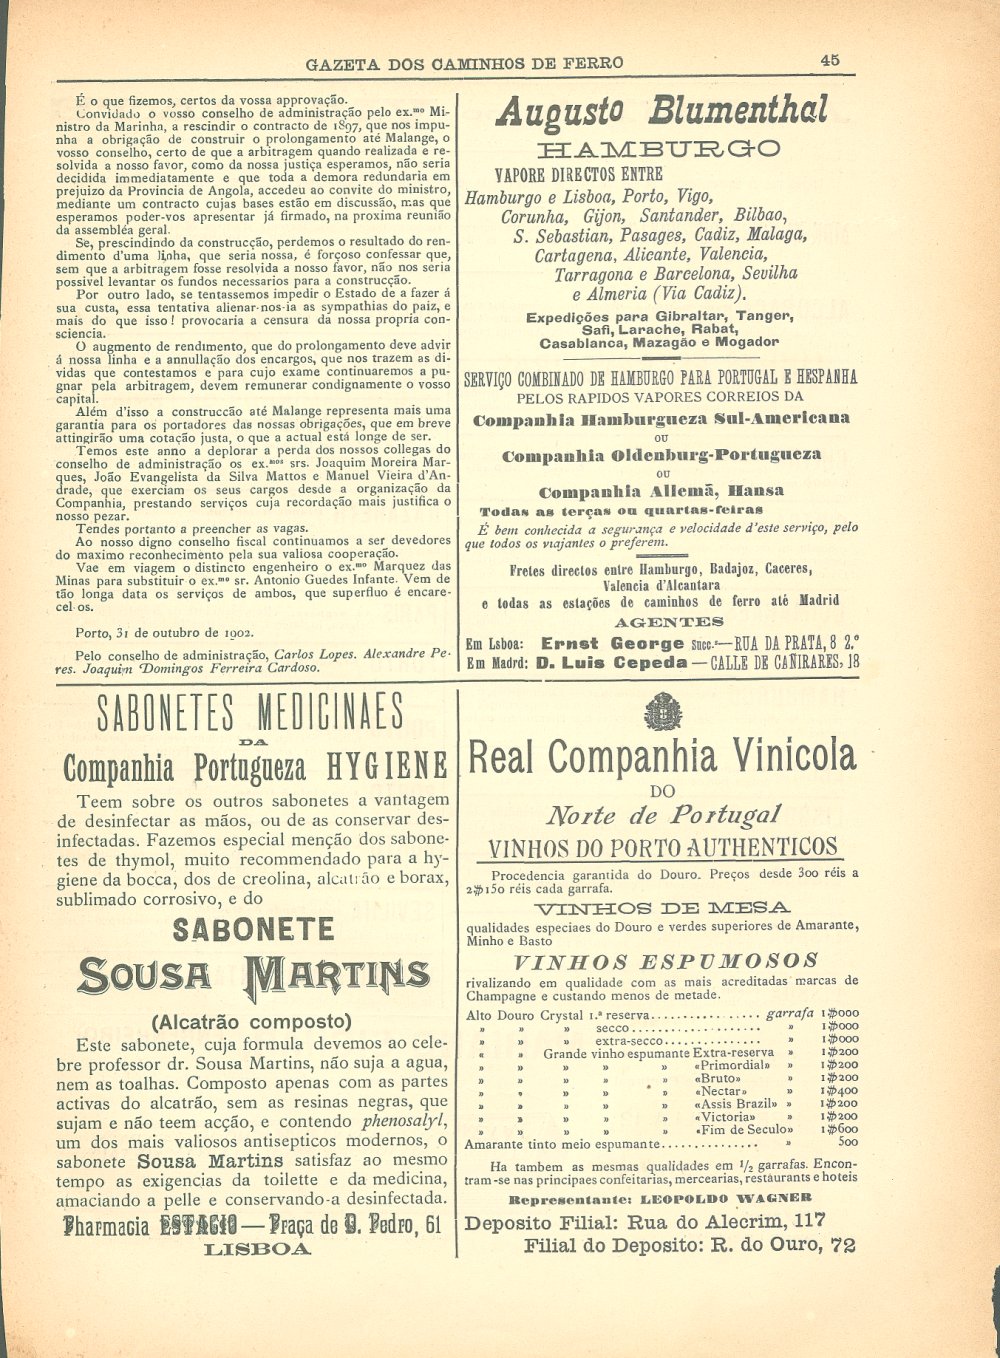 GAZETA DOS CAMINHOS DE FERRO
45
É o que fizemos, certos da vossa approvação.
Convidado o vosso conselho de administração pelo ex.mo Mi-
nistro da Marinha, a rescindir o contracto de 1897, que nos impu-
nha a obrigação de construir o prolongamento até Malange, o
vosso conselho, certo de que a arbitragem quando realizada e re-
solvida a nosso favor, como da nossa justiça esperamos, não seria
decidida immediatamente e que toda a demora redundaria em
prejuizo da Provincia de Angola, accedeu ao convite do ministro,
mediante um contracto cujas bases estão em discussão, mas que
esperamos poder-vos apresentar já firmado, na proxima reunião
da assembléa geral.
Se, prescindindo da construcção, perdemos o resultado do ren-
dimento d'uma linha, que seria nossa, é forçoso confessar que,
sem que a arbitragem fosse resolvida a nosso favor, não nos seria
possivel levantar os fundos necessarios para a construcção.
Por outro lado, se tentassemos impedir o Estado de a fazer á
sua custa, essa tentativa alienar-nos-ia as sympathias do paiz, e
mais do que isso! provocaria a censura da nossa propria con-
sciencia.
O augmento de rendimento, que do prolongamento deve advir
á nossa linha e a annullação dos encargos, que nos trazem as di-
vidas que contestamos e para cujo exame continuaremos a pu-
gnar pela arbitragem, devem remunerar condignamente o vosso
capital.
Além d'isso a construcção até Malange representa mais uma
garantia para os portadores das nossas obrigações, que em breve
attingirão uma cotação justa, o que a actual está longe de ser.
Temos este anno a deplorar a perda dos nossos collegas do
conselho de administração os ex.mos srs. Joaquim Moreira Mar-
ques, João Evangelista da Silva Mattos e Manuel Vieira d'An-
drade, que exerciam os seus cargos desde a organização da
Companhia, prestando serviços cuja recordação mais justifica o
nosso pezar.
Tendes portanto a preencher as vagas.
Ao nosso digno conselho fiscal continuamos a ser devedores
do maximo reconhecimento pela sua valiosa cooperação.
Vae em viagem o distincto engenheiro o ex.mo Marquez das
Minas para substituir o ex.mo sr. Antonio Guedes Infante. Vem de
tão longa data os serviços de ambos, que superfluo é encare-
cel-os.
Porto, 31 de outubro de 1902.
Pelo conselho de administração, Carlos Lopes. Alexandre Pe-
res. Joaquim Domingos Ferreira Cardoso.
Augusto Blumenthal
HAMBURGO
VAPORE DIRECTOS ENTRE
Hamburgo e Lisboa, Porto, Vigo,
Corunha, Gijon, Santander, Bilbao,
S. Sebastian, Pasages, Cadiz, Malaga,
Cartagena, Alicante, Valencia,
Tarragona e Barcelona, Sevilha
e Almeria (Via Cadiz).
Expedições para Gibraltar, Tanger,
Safi, Larache, Rabat,
Casablanca, Mazagão e Mogador
SERVIÇO COMBINADO DE HAMBURGO PARA PORTUGAL E HESPANHA
PELOS RAPIDOS VAPORES CORREIOS DA
Companhia Hamburgueza Sul-Americana
OU
Companhia Oldenburg-Portugueza
OU
Companhia Allemã, Hansa
Todas as terças ou quartas-feiras
É bem conhecida a segurança e velocidade d'este serviço, pelo
que todos os viajantes o preferem.
Fretes directos entre Hamburgo, Badajoz, Caceres,
Valencia d'Alcantara
e todas as estações de caminhos de ferro até Madrid
AGENTES
Em Lsboa: Ernst George Succ.s—RUA DA PRATA, 8 2.º
Em Madrd: D. Luis Cepeda—CALLE DE CAÑIRARES, 18
SABONETES MEDICINAES
DA
Companhia Portugueza HYGIENE
Teem sobre os outros sabonetes a vantagem
de desinfectar as mãos, ou de as conservar des-
infectadas. Fazemos especial menção dos sabone-
tes de thymol, muito recommendado para a hy-
giene da bocca, dos de creolina, alcatrão e borax,
sublimado corrosivo, e do
SABONETE
SOUSA MARTINS
(Alcatrão composto)
Este sabonete, cuja formula devemos ao cele-
bre professor dr. Sousa Martins, não suja a agua,
nem as toalhas. Composto apenas com as partes
activas do alcatrão, sem as resinas negras, que
sujam e não teem acção, e contendo phenosalyl,
um dos mais valiosos antisepticos modernos, o
sabonete Sousa Martins satisfaz ao mesmo
tempo as exigencias da toilette e da medicina,
amaciando a pelle e conservando-a desinfectada.
Pharmacia ESTACIO—Praça de D. Pedro, 61
LISBOA
Real Companhia Vinicola
DO
Norte de Portugal
VINHOS DO PORTO AUTHENTICOS
Procedencia garantida do Douro. Preços desde 300 réis a
2$150 réis cada garrafa.
VINHOS DE MESA
qualidades especiaes do Douro e verdes superiores de Amarante,
Minho e Basto
VINHOS ESPUMOSOS
rivalizando em qualidade com as mais acreditadas marcas de
Champagne e custando menos de metade.
Alto Douro Crystal 1.ª reserva................ garrafa 1$000
» » » secco................... » 1$000
» » » extra-secco.............. » 1$000
« » Grande vinho espumante Extra-reserva » 1$200
» » » » » «Primordial» » 1$200
» » » » » «Bruto» » 1$200
» » » » » «Nectar» » 1$400
» » » » » «Assis Brazil» » 1$200
» » » » » «Victoria» » 1$200
» » » » » «Fim de Seculo» » 1$600
Amarante tinto meio espumante.............. » 500
Ha tambem as mesmas qualidades em 1/2 garrafas. Encon-
tram-se nas principaes confeitarias, mercearias, restaurants e hoteis
Representante: LEOPOLDO WAGNER
Deposito Filial: Rua do Alecrim, 117
Filial do Deposito: R. do Ouro, 72